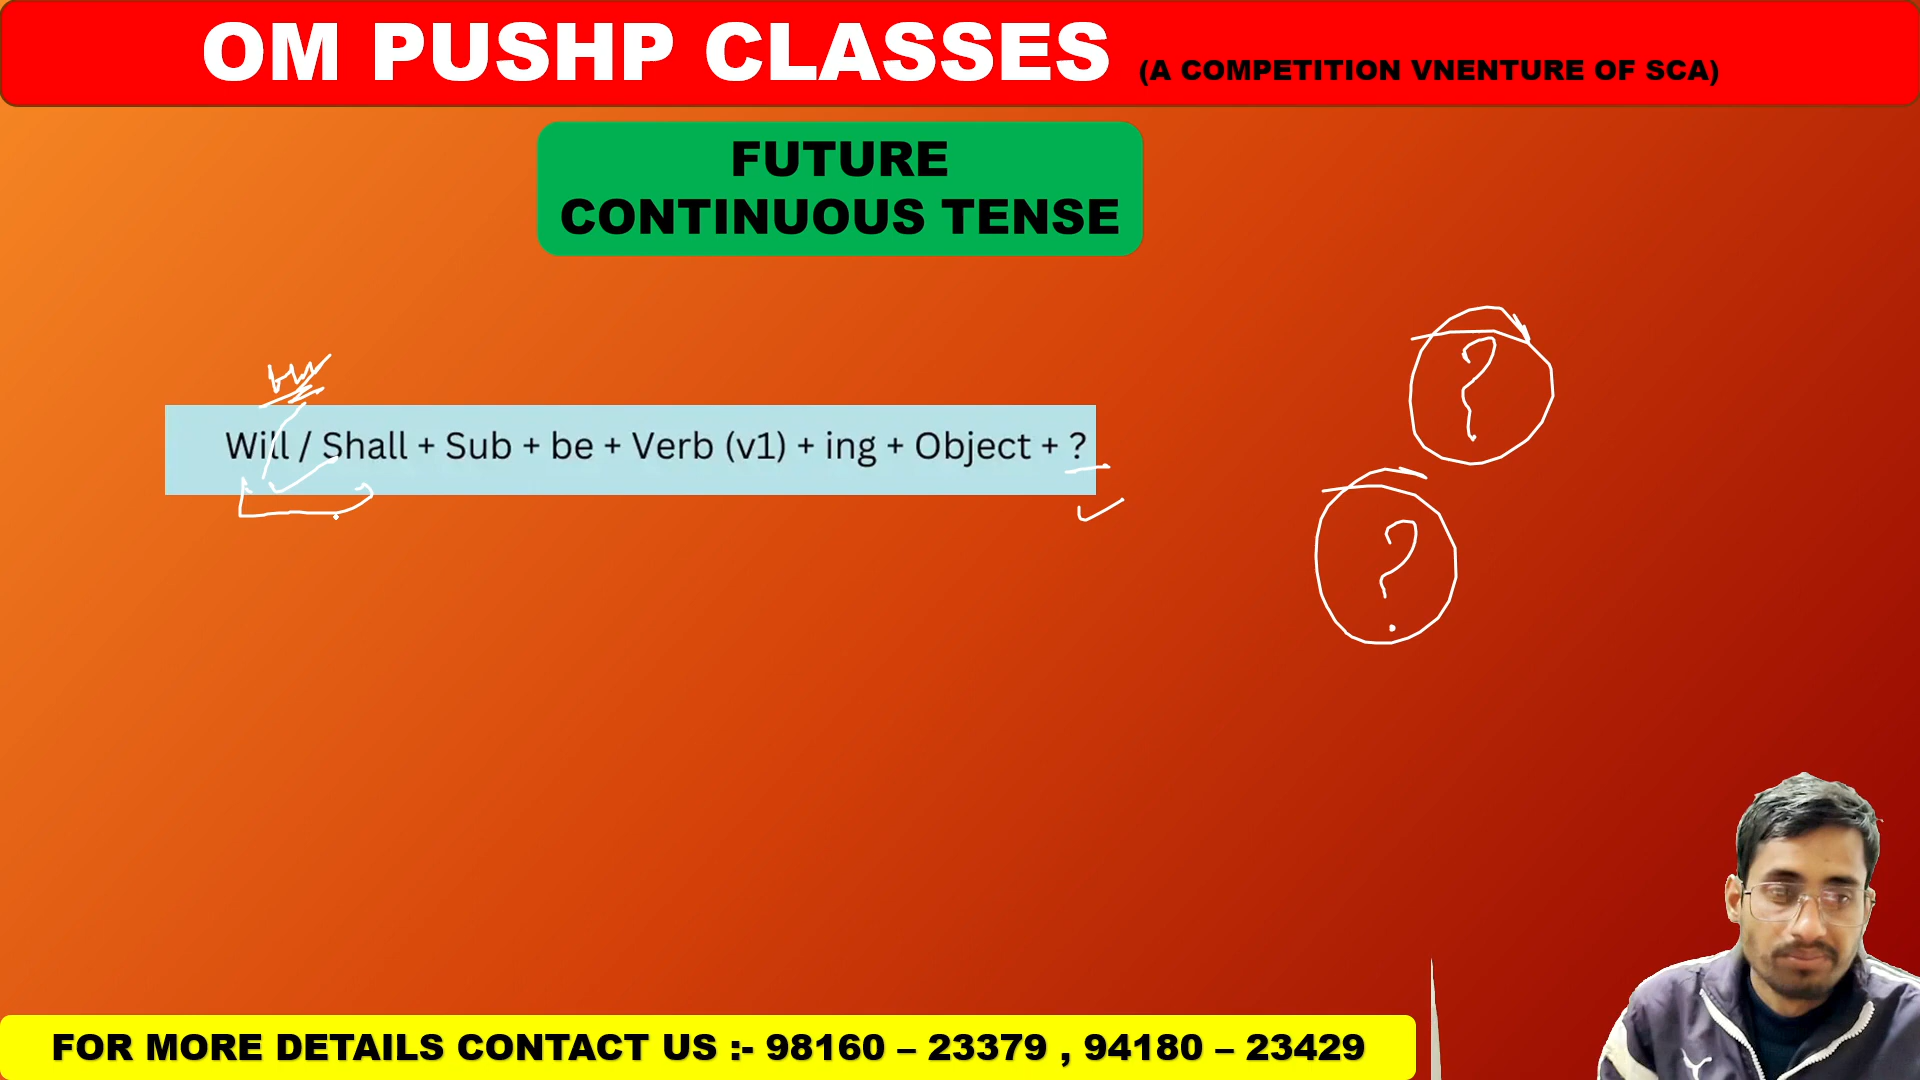 OM PUSHP CLASSES (A COMPETITION VNENTURE OF SCA)
FUTURE
CONTINUOUS TENSE
?
Will / Shall + Sub + be + Verb (v1) + ing + Object + ?
?
FOR MORE DETAILS CONTACT US :- 98160 – 23379 , 94180 – 23429